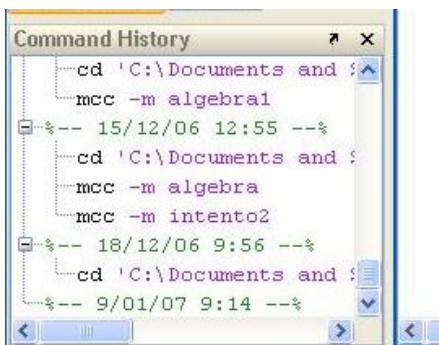 Command History
cd 'C:\Documents and
mcc -m algebra1
%-- 15/12/06 12:55 --%
cd 'C:\Documents and
mcc -m algebra
mcc -m intento2
%-- 18/12/06 9:56 --%
cd 'C:\Documents and
%-- 9/01/07 9:14 --%